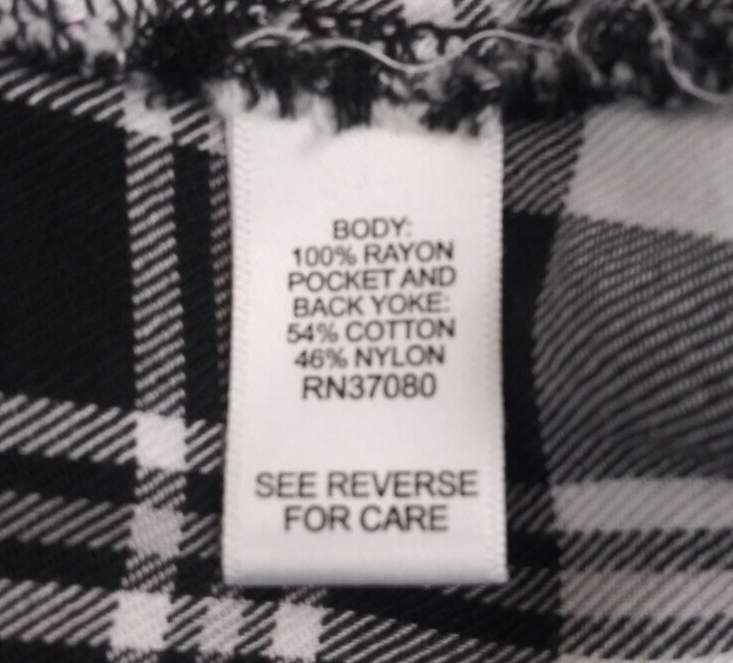 BODY:
100% RAYON
POCKET AND
BACK YOKE:
54% COTTON
46% NYLON
RN37080
SEE REVERSE
FOR CARE